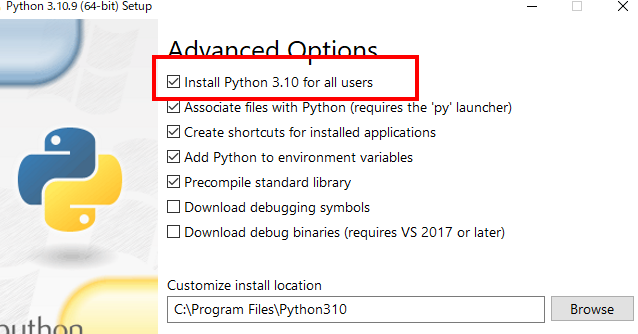 Python 3.10.9 (64-bit) Setup
Advanced Options
Install Python 3.10 for all users
Associate files with Python (requires the 'py' launcher)
Create shortcuts for installed applications
Add Python to environment variables
Precompile standard library
Download debugging symbols
Download debug binaries (requires VS 2017 or later)
Customize install location
C:\Program Files\Python310
Browse
python